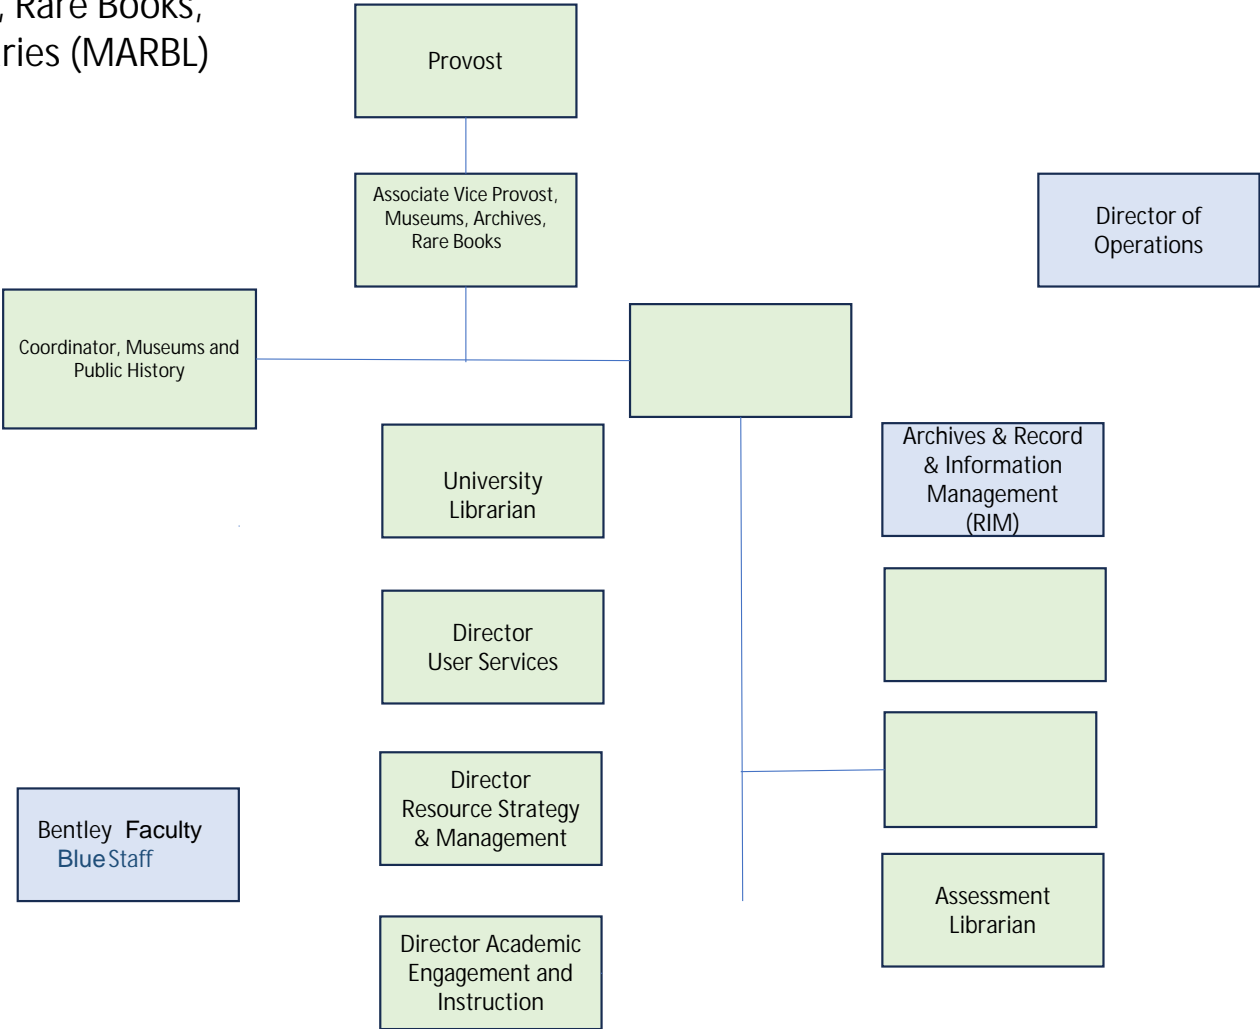 , Rare Books,
ries (MARBL)
Provost
Associate Vice Provost,
Museums, Archives,
Rare Books
Director of
Operations
Coordinator, Museums and
Public History
University
Librarian
Archives & Record
& Information
Management
(RIM)
Director
User Services
Director
Resource Strategy
& Management
Bentley Faculty
Blue Staff
Assessment
Librarian
Director Academic
Engagement and
Instruction